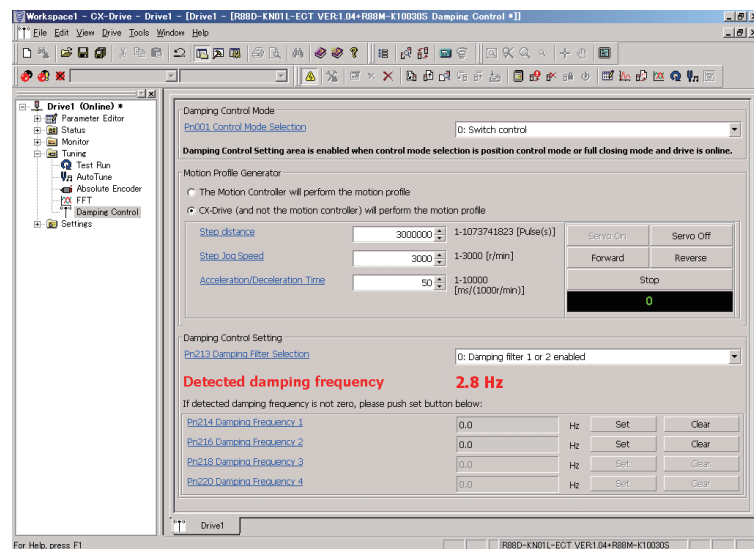 Workspace1 - CX-Drive - Drive1 - [Drive1 - [R88D-KN01L-ECT VER:1.04+R88M-K10030S Damping Control *]]
File Edit View Drive Tools Window Help
Drive1 (Online) *
Parameter Editor
Status
Monitor
Tuning
Test Run
AutoTune
Absolute Encoder
FFT
Damping Control
Settings
Damping Control Mode
Pn001 Control Mode Selection
0: Switch control
Damping Control Setting area is enabled when control mode selection is position control mode or full closing mode and drive is online.
Motion Profile Generator
The Motion Controller will perform the motion profile
CX-Drive (and not the motion controller) will perform the motion profile
Step distance 3000000 1-1073741823 [Pulse(s)] Servo On Servo Off
Step Jog Speed 3000 1-3000 [r/min] Forward Reverse
Acceleration/Deceleration Time 50 1-10000 [ms/(1000r/min)] Stop
0
Damping Control Setting
Pn213 Damping Filter Selection 0: Damping filter 1 or 2 enabled
Detected damping frequency 2.8 Hz
If detected damping frequency is not zero, please push set button below:
Pn214 Damping Frequency 1 0.0 Hz Set Clear
Pn216 Damping Frequency 2 0.0 Hz Set Clear
Pn218 Damping Frequency 3 0.0 Hz Set Clear
Pn220 Damping Frequency 4 0.0 Hz Set Clear
Drive1
For Help, press F1 R88D-KN01L-ECT VER:1.04+R88M-K10030S